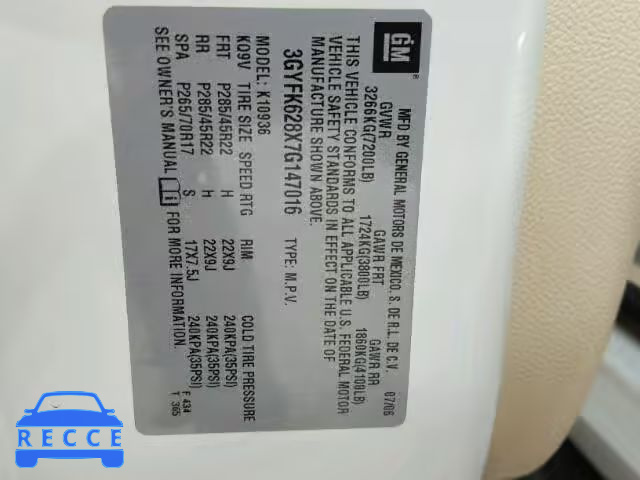 GM
®
MFD BY GENERAL MOTORS DE MEXICO, S. DE R.L. DE C.V. 07/06
GVWR GAWR FRT GAWR RR
3266KG(7200LB) 1724KG(3800LB) 1860KG(4100LB)
THIS VEHICLE CONFORMS TO ALL APPLICABLE U.S. FEDERAL MOTOR
VEHICLE SAFETY STANDARDS IN EFFECT ON THE DATE OF
MANUFACTURE SHOWN ABOVE.
3GYFK628X7G147016 TYPE: M.P.V.
MODEL: K10936
KQ9V TIRE SIZE SPEED RTG RIM COLD TIRE PRESSURE
FRT P285/45R22 H 22X9J 240KPA(35PSI)
RR P285/45R22 H 22X9J 240KPA(35PSI)
SPA P265/70R17 S 17X7.5J 240KPA(35PSI)
SEE OWNER'S MANUAL i FOR MORE INFORMATION.
F 434
T 365
RECCE